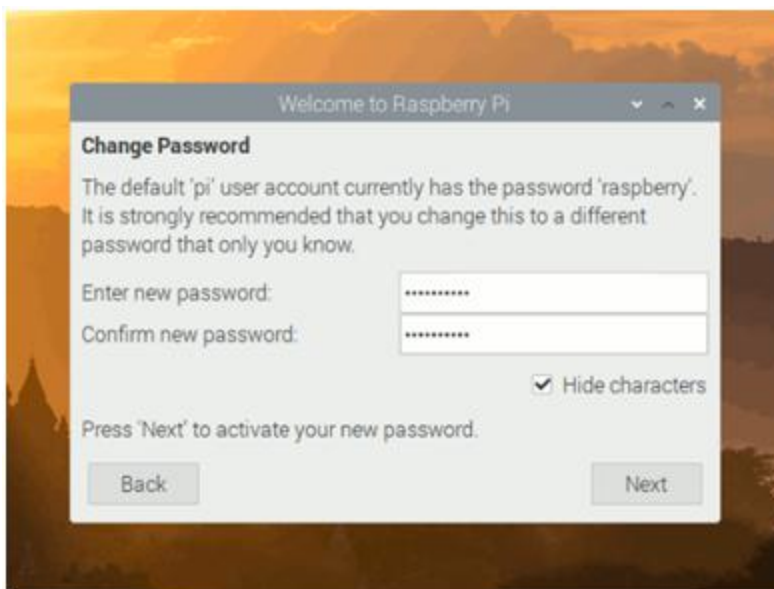 Welcome to Raspberry Pi
Change Password
The default 'pi' user account currently has the password 'raspberry'.
It is strongly recommended that you change this to a different
password that only you know.
Enter new password: ••••••••••
Confirm new password: ••••••••••
Hide characters
Press 'Next' to activate your new password.
Back Next